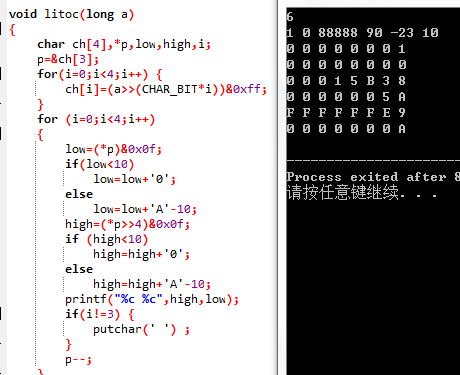 void litoc(long a)
{
char ch[4],*p,low,high,i;
p=&ch[3];
for(i=0;i<4;i++) {
ch[i]=(a>>(CHAR_BIT*i))&0xff;
}
for (i=0;i<4;i++)
{
low=(*p)&0x0f;
if(low<10)
low=low+'0';
else
low=low+'A'-10;
high=(*p>>4)&0x0f;
if (high<10)
high=high+'0';
else
high=high+'A'-10;
printf("%c %c",high,low);
if(i!=3) {
putchar(' ') ;
}
p--;
6
1 0 88888 90 -23 10
0 0 0 0 0 0 0 1
0 0 0 0 0 0 0 0
0 0 0 1 5 B 3 8
0 0 0 0 0 0 5 A
F F F F F F E 9
0 0 0 0 0 0 0 A
Process exited after 8
请按任意键继续. . .